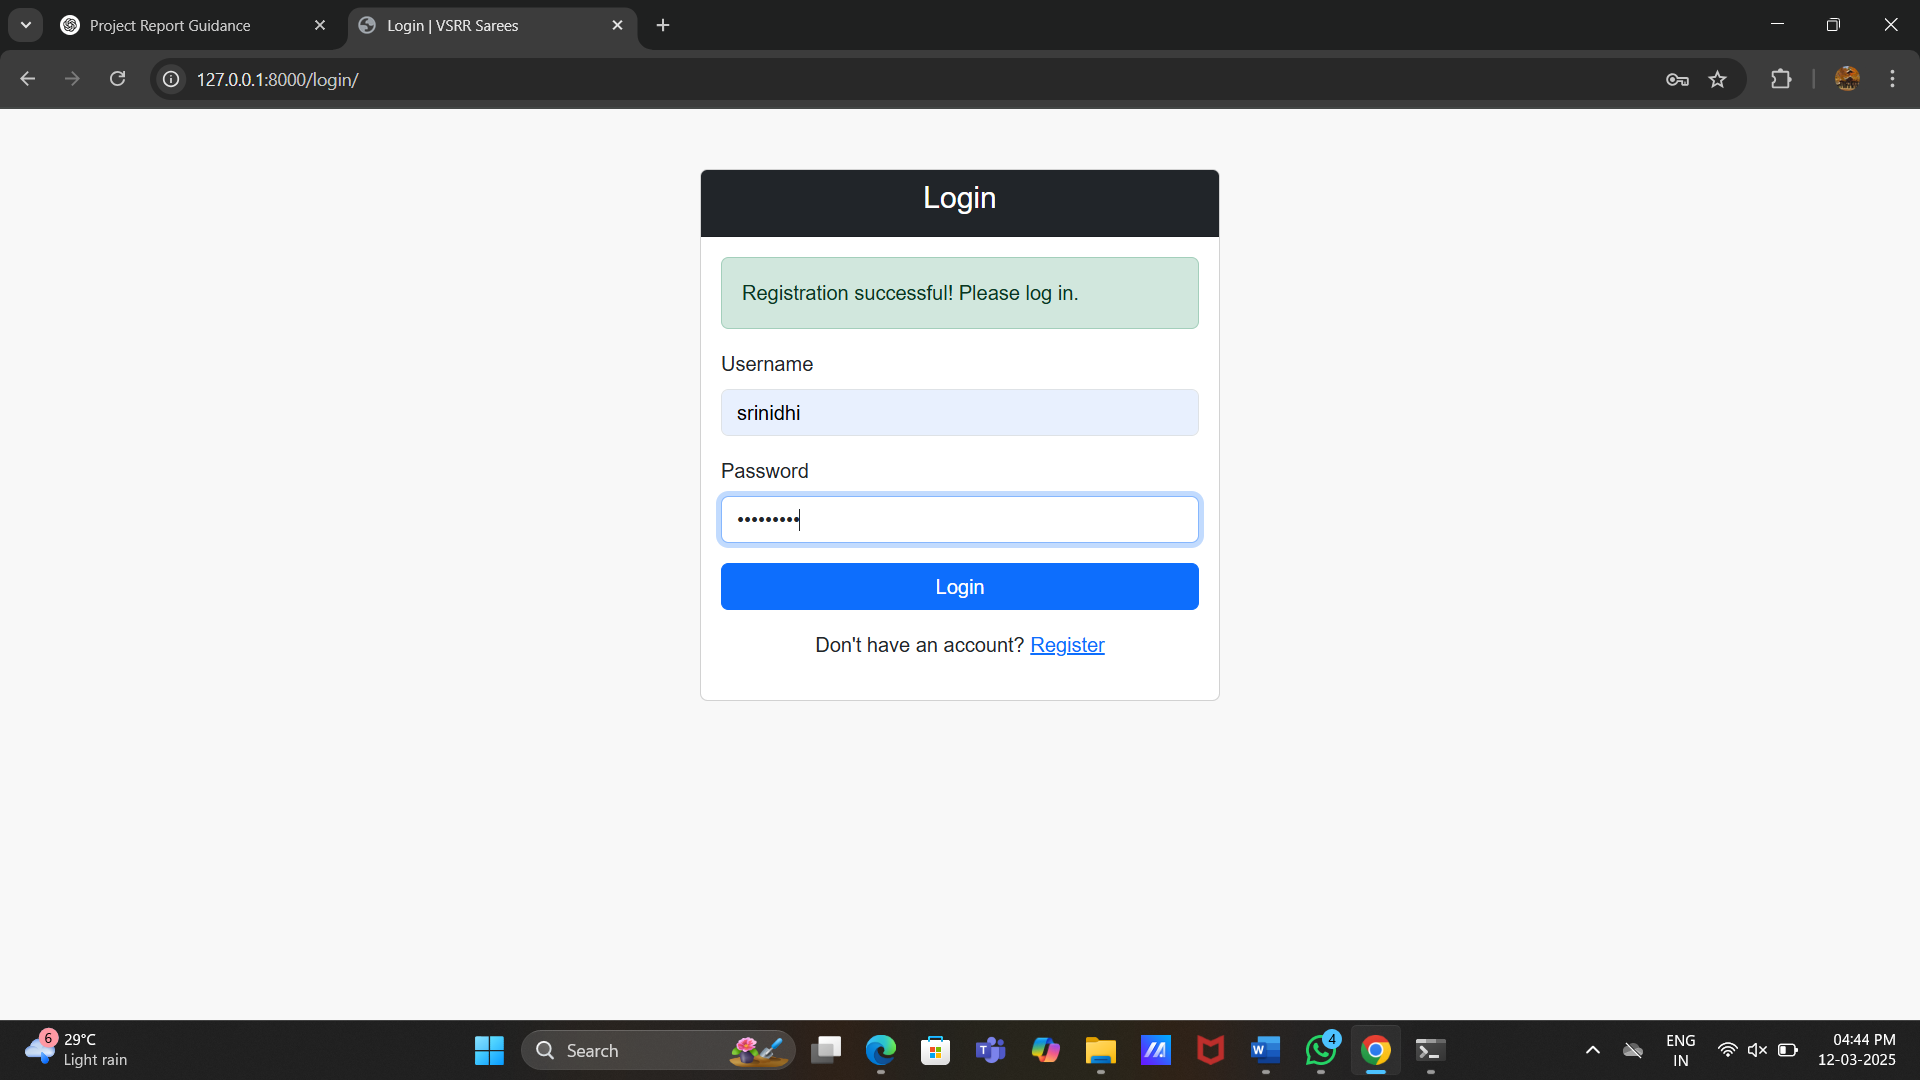 Project Report Guidance
Login | VSRR Sarees
127.0.0.1:8000/login/
Login
Registration successful! Please log in.
Username
srinidhi
Password
•••••••••
Login
Don't have an account? Register
6
29°C
Light rain
Search
T
W
4
ENG
IN
04:44 PM
12-03-2025